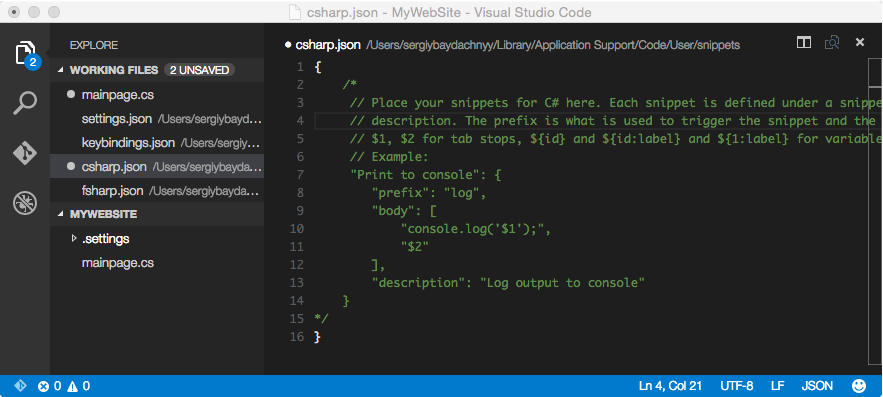 csharp.json - MyWebSite - Visual Studio Code
2
EXPLORE
WORKING FILES 2 UNSAVED
mainpage.cs
settings.json /Users/sergiybaydachn...
keybindings.json /Users/sergiy...
csharp.json /Users/sergiybayda...
fsharp.json /Users/sergiybayda...
MYWEBSITE
.settings
mainpage.cs
csharp.json /Users/sergiybaydachnyy/Library/Application Support/Code/User/snippets
1 {
2 /*
3 // Place your snippets for C# here. Each snippet is defined under a snippe
4 // description. The prefix is what is used to trigger the snippet and the
5 // $1, $2 for tab stops, ${id} and ${id:label} and ${1:label} for variable
6 // Example:
7 "Print to console": {
8 "prefix": "log",
9 "body": [
10 "console.log('$1');",
11 "$2"
12 ],
13 "description": "Log output to console"
14 }
15 */
16 }
0 0
Ln 4, Col 21 UTF-8 LF JSON